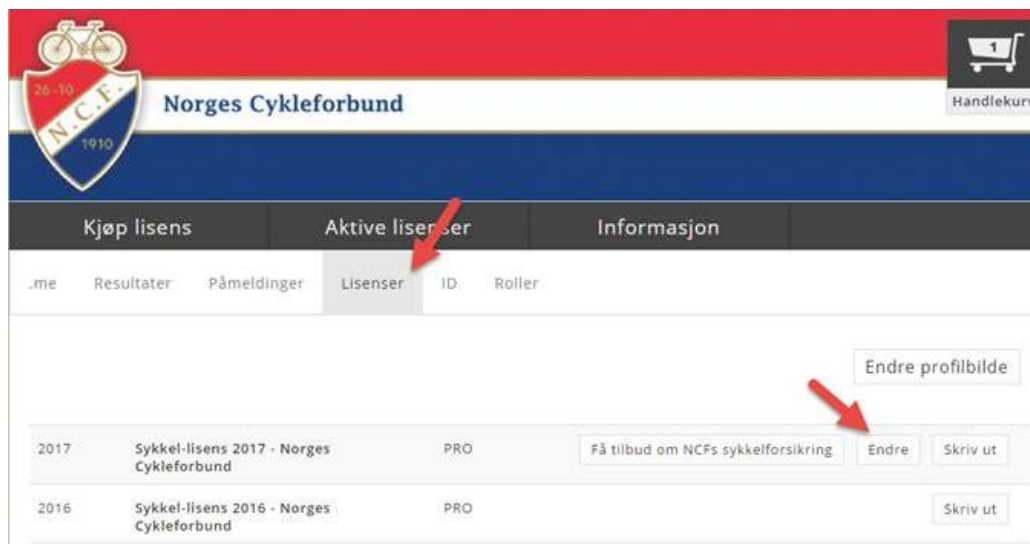 26-10
N.C.F.
1910
Norges Cykleforbund
1
Handlekurv
Kjøp lisens Aktive lisenser Informasjon
.me Resultater Påmeldinger Lisenser ID Roller
Endre profilbilde
2017 Sykkel-lisens 2017 - Norges PRO Få tilbud om NCFs sykkelforsikring Endre Skriv ut
Cykleforbund
2016 Sykkel-lisens 2016 - Norges PRO Skriv ut
Cykleforbund